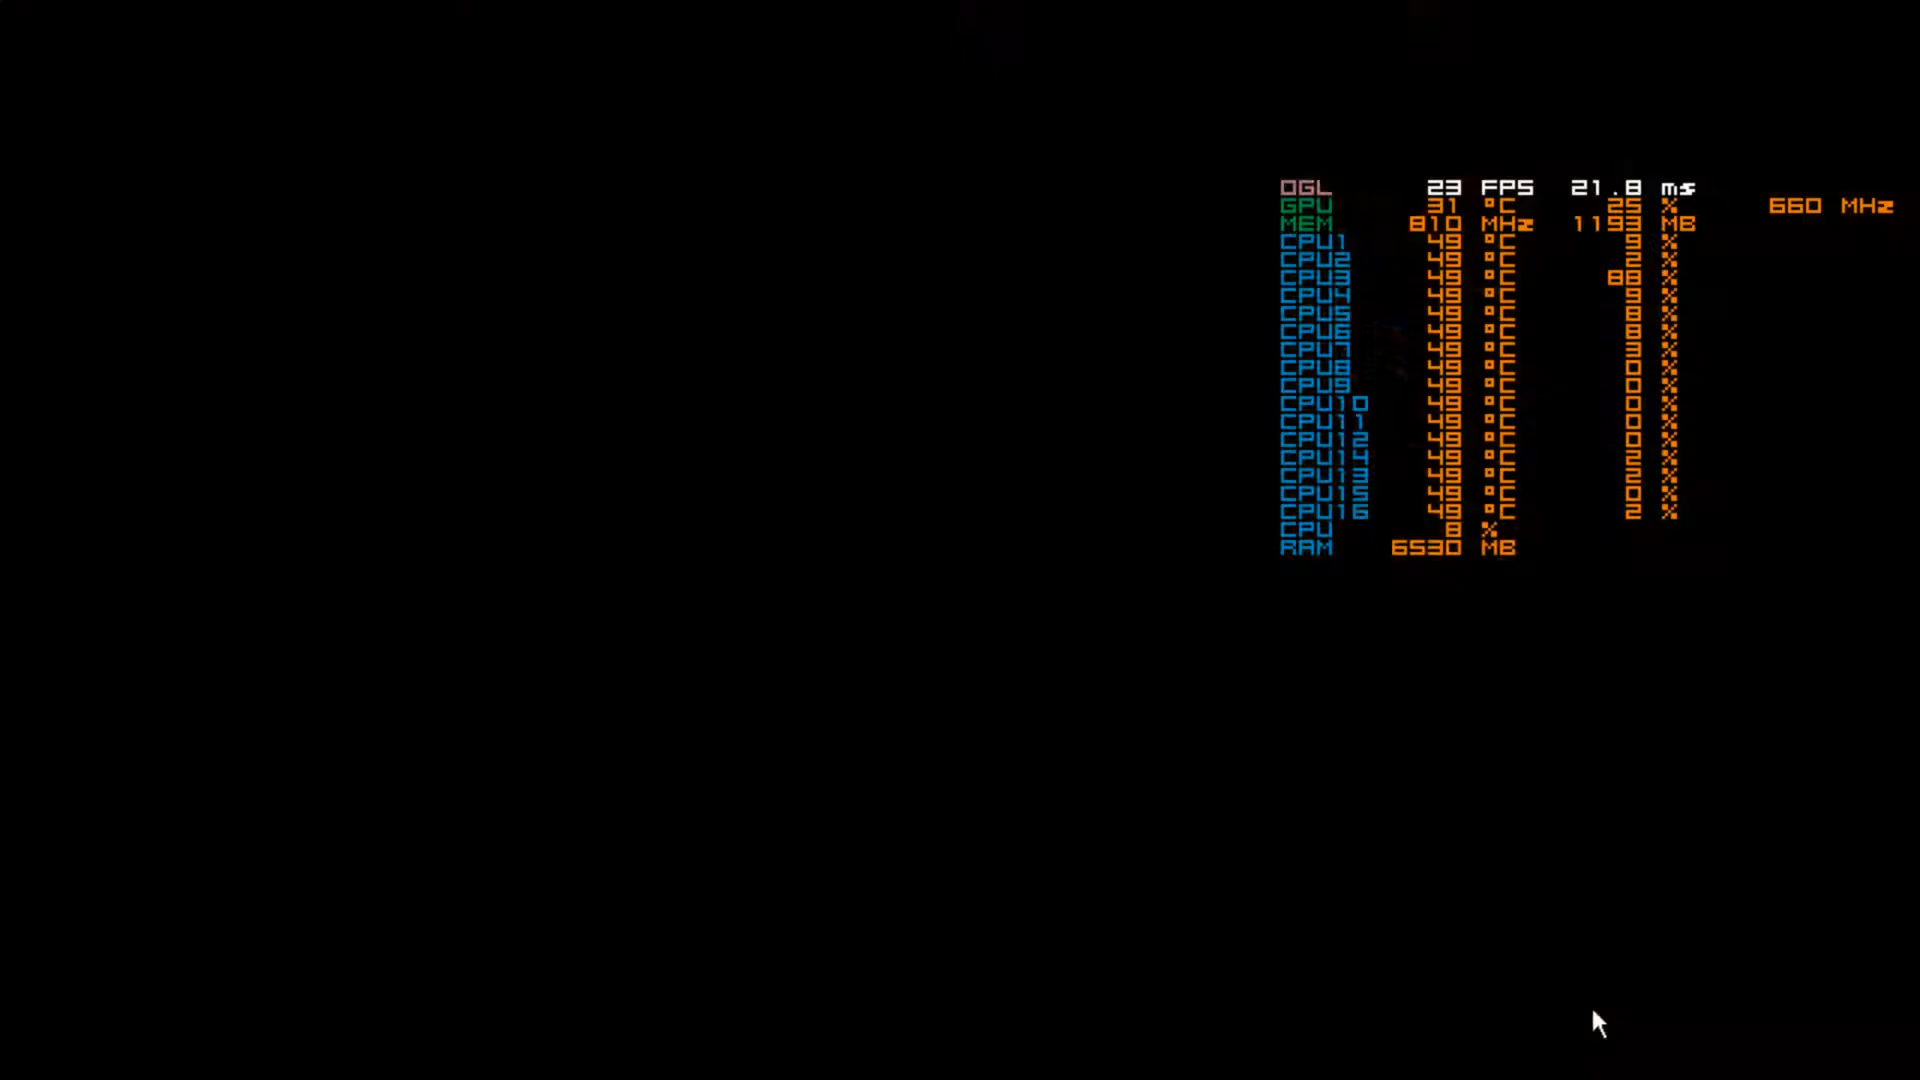 OGL 23 FPS 21.8 ms
GPU 31 °C 25 % 660 MHz
MEM 810 MHz 1193 MB
CPU1 49 °C 9 %
CPU2 49 °C 2 %
CPU3 49 °C 88 %
CPU4 49 °C 9 %
CPU5 49 °C 8 %
CPU6 49 °C 8 %
CPU7 49 °C 3 %
CPU8 49 °C 0 %
CPU9 49 °C 0 %
CPU10 49 °C 0 %
CPU11 49 °C 0 %
CPU12 49 °C 0 %
CPU14 49 °C 2 %
CPU13 49 °C 2 %
CPU15 49 °C 0 %
CPU16 49 °C 2 %
CPU 8 %
RAM 6530 MB